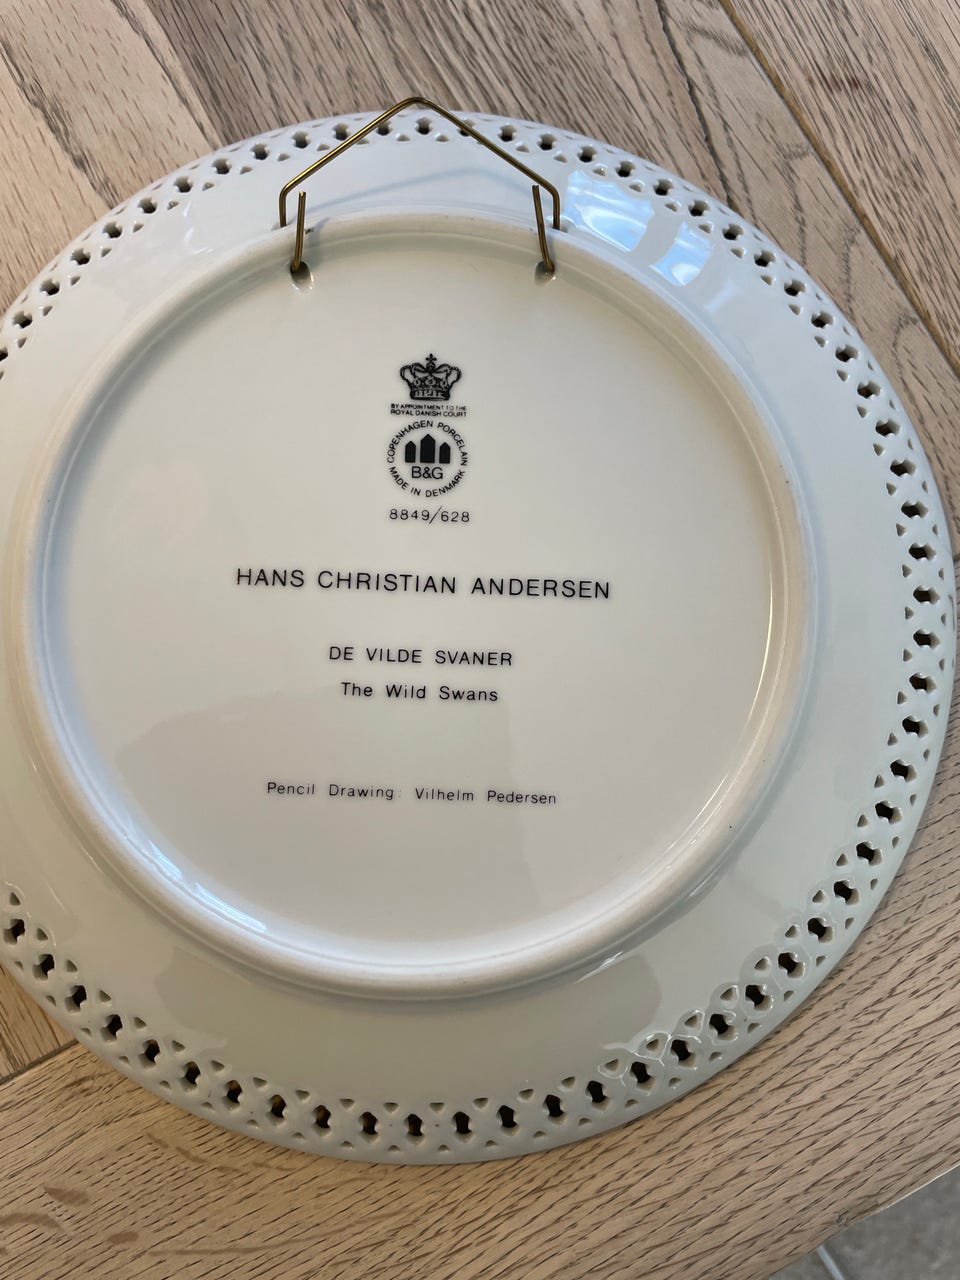 BY APPOINTMENT TO THE
ROYAL DANISH COURT
COPENHAGEN PORCELAIN
B&G
MADE IN DENMARK
8849/628
HANS CHRISTIAN ANDERSEN
DE VILDE SVANER
The Wild Swans
Pencil Drawing: Vilhelm Pedersen